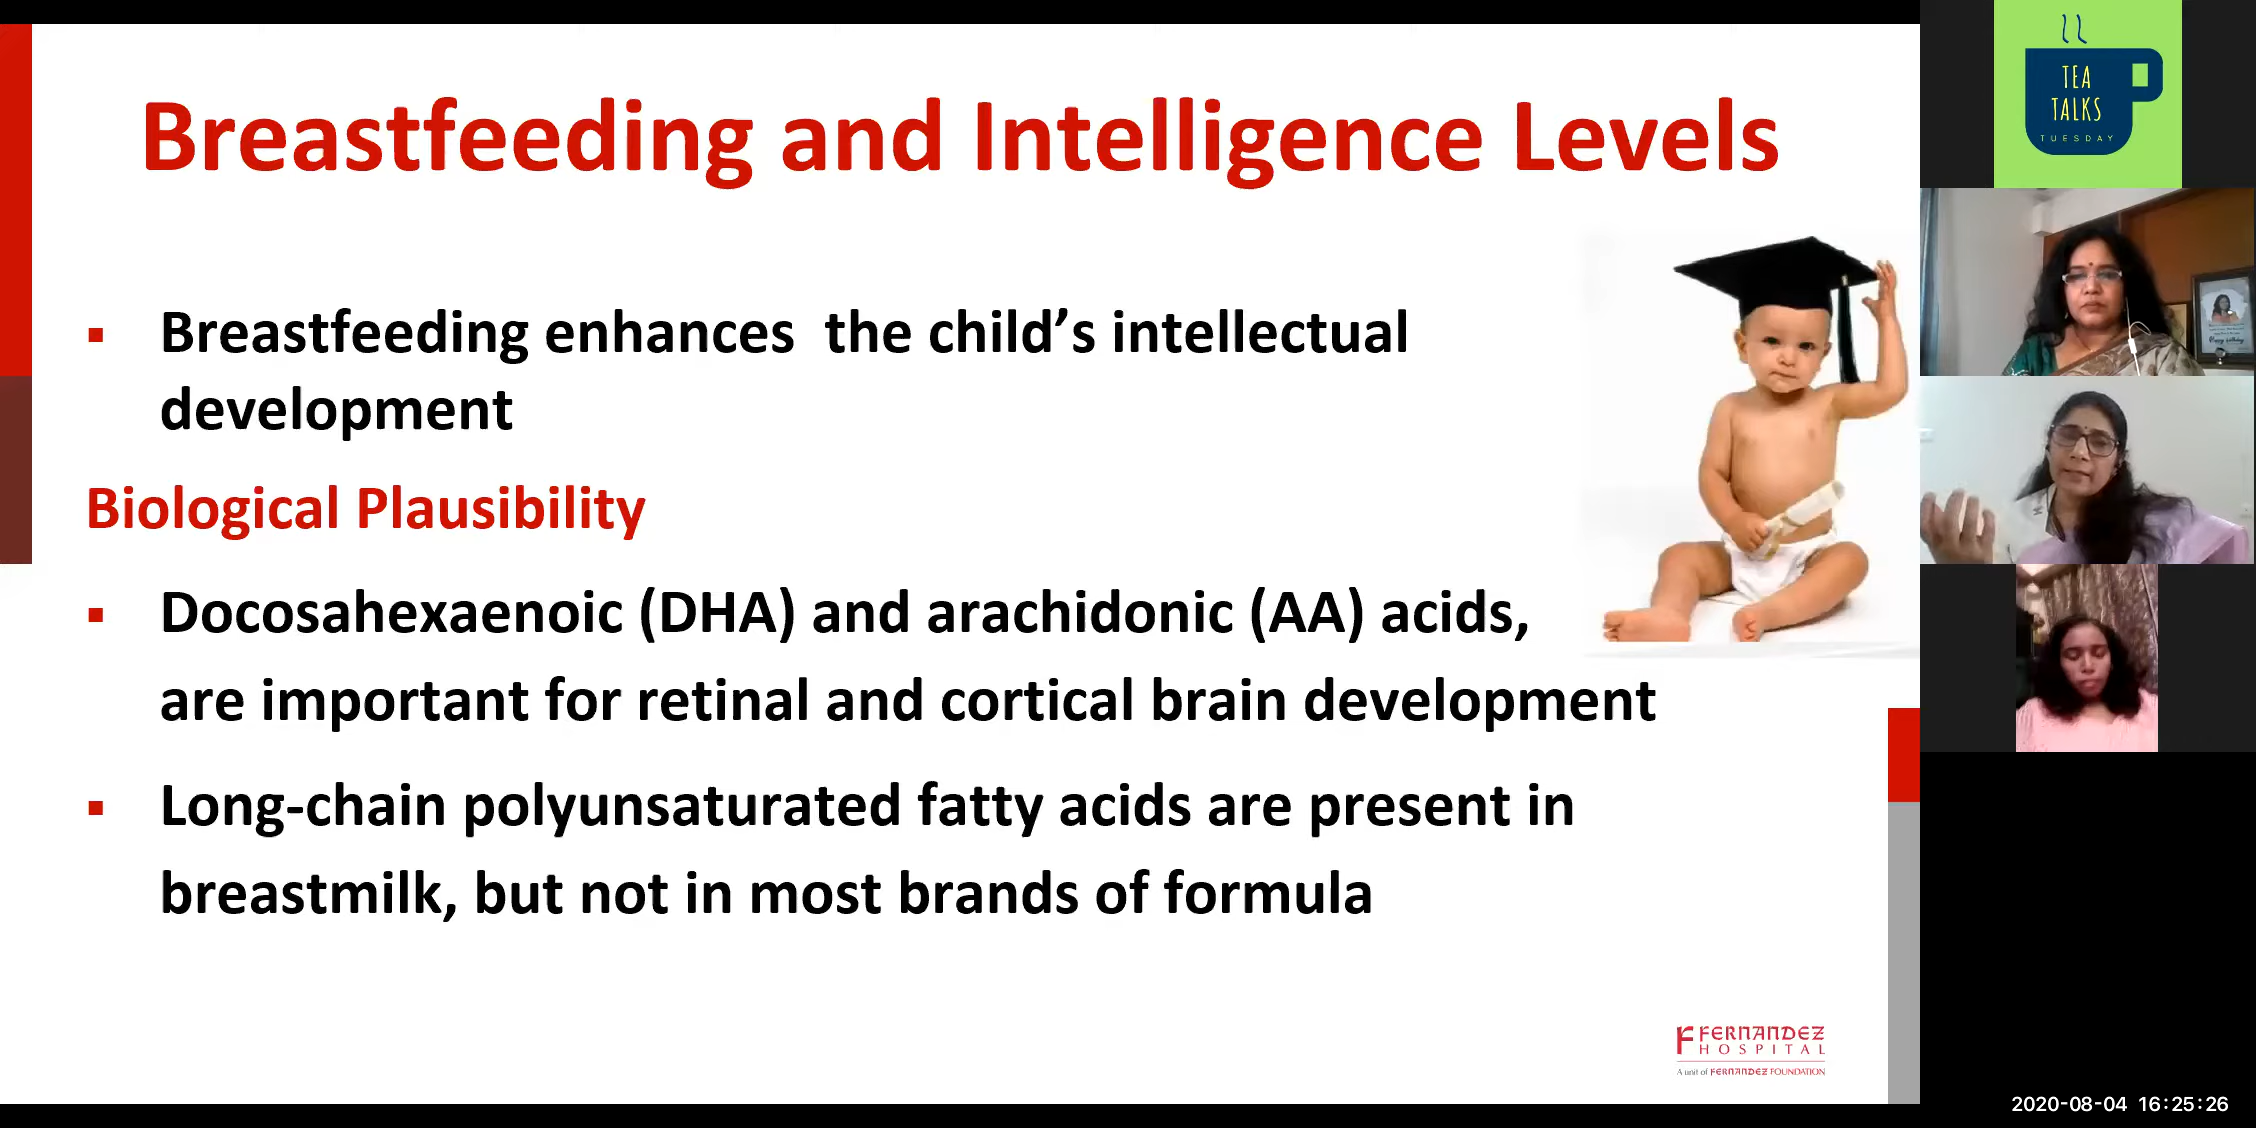 Breastfeeding and Intelligence Levels
▪ Breastfeeding enhances  the child’s intellectual
development
Biological Plausibility
▪ Docosahexaenoic (DHA) and arachidonic (AA) acids,
are important for retinal and cortical brain development
▪ Long-chain polyunsaturated fatty acids are present in
breastmilk, but not in most brands of formula
FERNANDEZ
HOSPITAL
A unit of FERNANDEZ FOUNDATION
TEA
TALKS
TUESDAY
2020-08-04 16:25:26